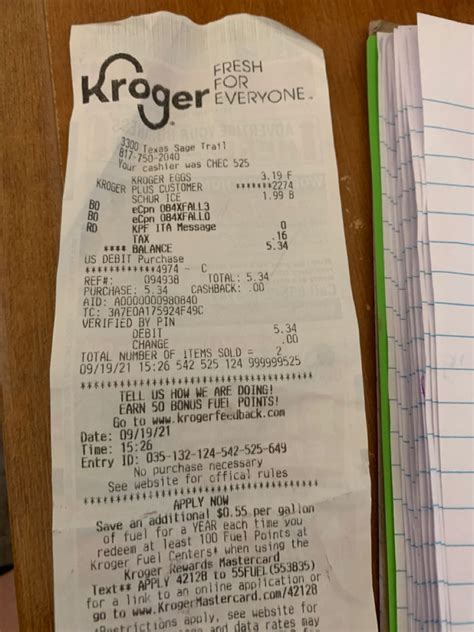 Kroger
FRESH
FOR
EVERYONE™
3300 Texas Sage Trail
817-750-2040
Your cashier was CHEC 525
KROGER EGGS 3.19 F
KROGER PLUS CUSTOMER *******2274
SCHUR ICE 1.99 B
BO eCpn 084XFALL3
BO eCpn 084XFALLO
RD KPF ITA Message 0
TAX .16
**** BALANCE 5.34
US DEBIT Purchase
************4974 - C
REF#: 094938 TOTAL: 5.34
PURCHASE: 5.34 CASHBACK: .00
AID: A0000000980840
TC: 3A7E0A175924F49C
VERIFIED BY PIN
DEBIT 5.34
CHANGE .00
TOTAL NUMBER OF ITEMS SOLD = 2
09/19/21 15:26 542 525 124 999999525
TELL US HOW WE ARE DOING!
EARN 50 BONUS FUEL POINTS!
Go to www.krogerfeedback.com
Date: 09/19/21
Time: 15:26
Entry ID: 035-132-124-542-525-649
No purchase necessary
See website for offical rules
APPLY NOW
Save an additional $0.55 per gallon
of fuel for a YEAR each time you
redeem at least 100 Fuel Points at
Kroger Fuel Centers* when using the
Kroger Rewards Mastercard
Text** APPLY 42128 to 55FUEL(553835)
for a link to an online application or
go to www.KrogerMastercard.com/42128
*Restrictions apply, see website for
and data rates may